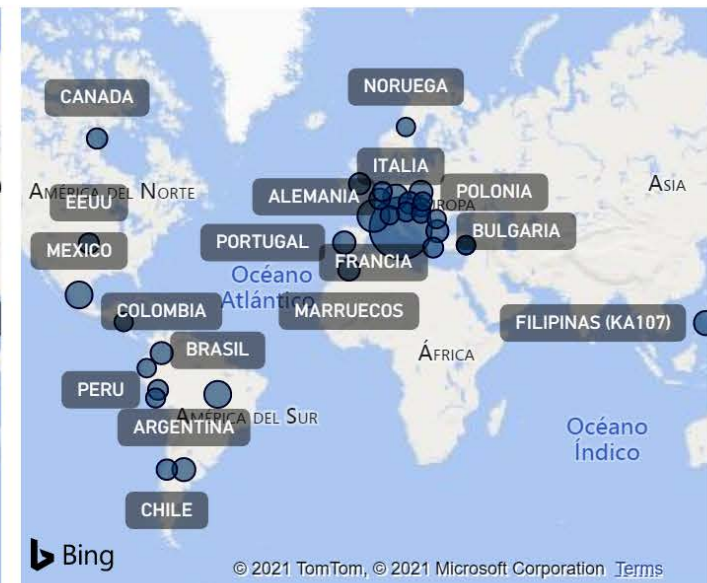 CANADA
NORUEGA
ITALIA
AMÉRICA DEL NORTE
ALEMANIA
POLONIA
ASIA
EEUU
EUROPA
MEXICO
PORTUGAL
BULGARIA
FRANCIA
Océano
Atlántico
COLOMBIA
MARRUECOS
FILIPINAS (KA107)
BRASIL
ÁFRICA
PERU
AMÉRICA DEL SUR
ARGENTINA
Océano
Índico
CHILE
Bing
© 2021 TomTom, © 2021 Microsoft Corporation Terms